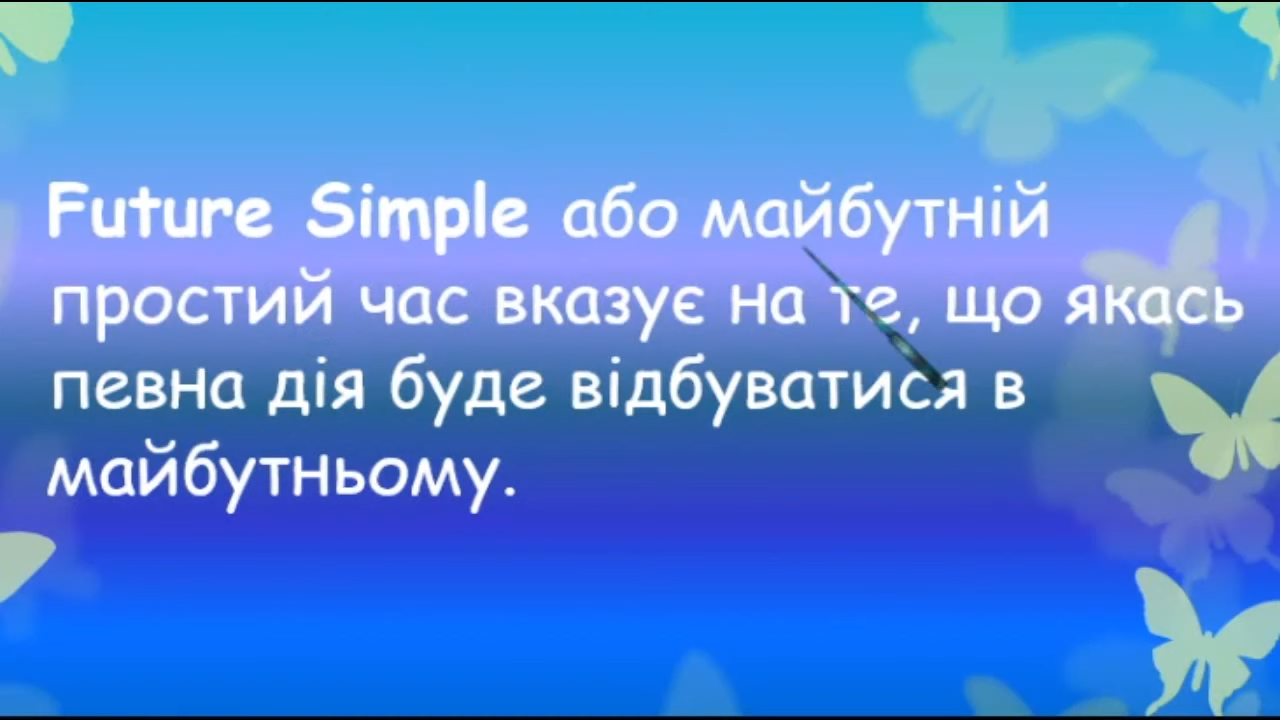 Future Simple або майбутній
простий час вказує на те, що якась
певна дія буде відбуватися в
майбутньому.